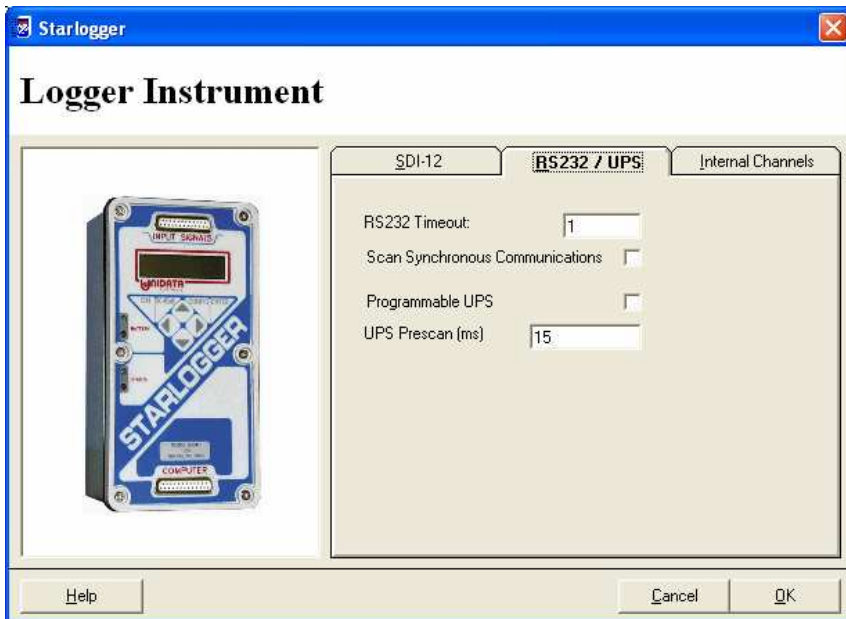 Starlogger
Logger Instrument
SDI-12
RS232 / UPS
Internal Channels
RS232 Timeout:
1
Scan Synchronous Communications
Programmable UPS
UPS Prescan (ms)
15
INPUT SIGNALS
UNIDATA
STARLOGGER
COMPUTER
Help
Cancel
OK